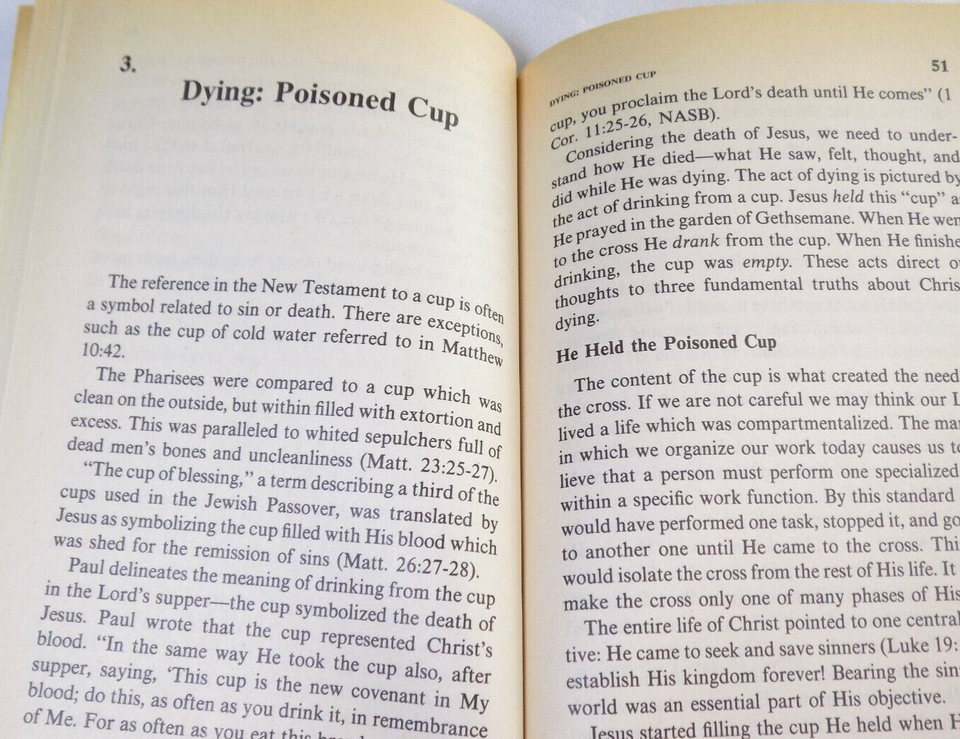 3.
Dying: Poisoned Cup
The reference in the New Testament to a cup is often
a symbol related to sin or death. There are exceptions,
such as the cup of cold water referred to in Matthew
10:42.
The Pharisees were compared to a cup which was
clean on the outside, but within filled with extortion and
excess. This was paralleled to whited sepulchers full of
dead men's bones and uncleanliness (Matt. 23:25-27).
"The cup of blessing," a term describing a third of the
cups used in the Jewish Passover, was translated by
Jesus as symbolizing the cup filled with His blood which
was shed for the remission of sins (Matt. 26:27-28).
Paul delineates the meaning of drinking from the cup
in the Lord's supper—the cup symbolized the death of
Jesus. Paul wrote that the cup represented Christ's
blood. "In the same way He took the cup also, after
supper, saying, 'This cup is the new covenant in My
blood; do this, as often as you drink it, in remembrance
of Me. For as often as you eat this
DYING: POISONED CUP 51
cup, you proclaim the Lord's death until He comes" (1
Cor. 11:25-26, NASB).
Considering the death of Jesus, we need to under-
stand how He died—what He saw, felt, thought, and
did while He was dying. The act of dying is pictured by
the act of drinking from a cup. Jesus held this "cup" a
He prayed in the garden of Gethsemane. When He wen
to the cross He drank from the cup. When He finishe
drinking, the cup was empty. These acts direct o
thoughts to three fundamental truths about Chris
dying.
He Held the Poisoned Cup
The content of the cup is what created the need
the cross. If we are not careful we may think our L
lived a life which was compartmentalized. The ma
in which we organize our work today causes us to
lieve that a person must perform one specialized
within a specific work function. By this standard
would have performed one task, stopped it, and go
to another one until He came to the cross. Thi
would isolate the cross from the rest of His life. It
make the cross only one of many phases of His
The entire life of Christ pointed to one central
tive: He came to seek and save sinners (Luke 19:
establish His kingdom forever! Bearing the sin
world was an essential part of His objective.
Jesus started filling the cup He held when H